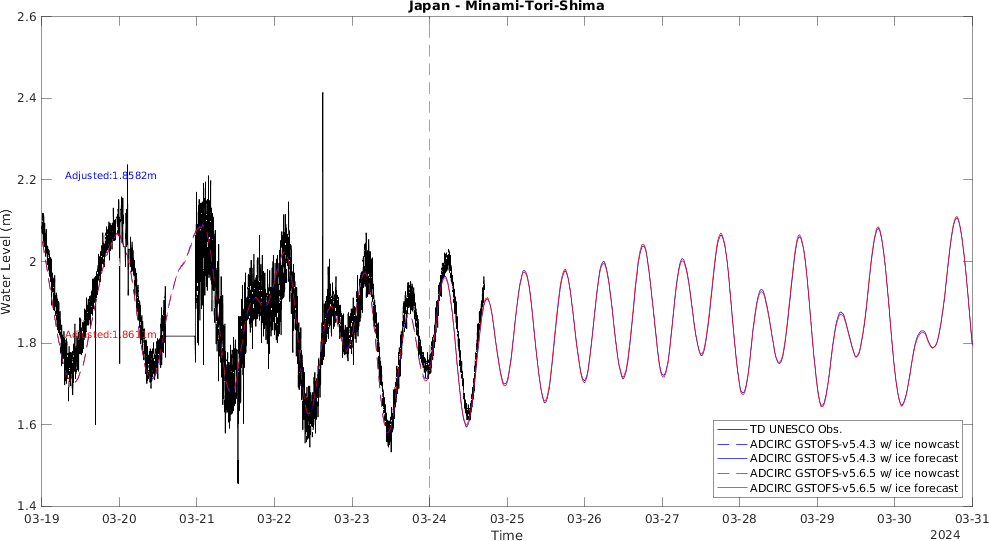 Japan - Minami-Tori-Shima
Water Level (m)
2.6
2.4
2.2
2
1.8
1.6
1.4
Adjusted:1.8582m
TD UNESCO Obs.
ADCIRC GSTOFS-v5.4.3 w/ ice nowcast
ADCIRC GSTOFS-v5.4.3 w/ ice forecast
ADCIRC GSTOFS-v5.6.5 w/ ice nowcast
ADCIRC GSTOFS-v5.6.5 w/ ice forecast
03-19 03-20 03-21 03-22 03-23 03-24 03-25 03-26 03-27 03-28 03-29 03-30 03-31
Time
2024